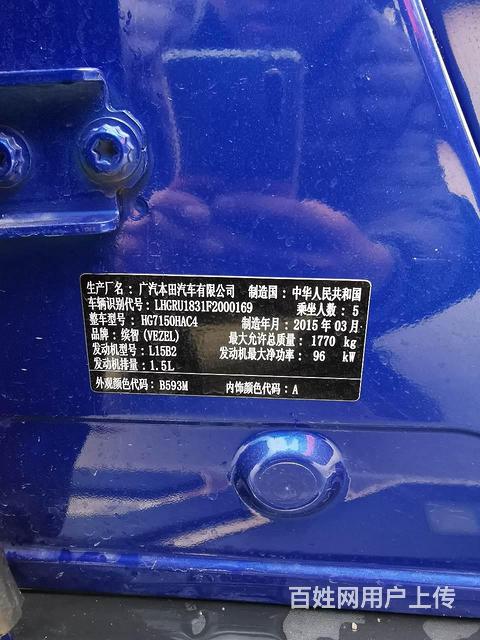 生产厂名：广汽本田汽车有限公司 制造国：中华人民共和国
车辆识别代号：LHGRU1831F2000169 乘坐人数：5
整车型号：HG7150HAC4 制造年月：2015年03月
品牌：缤智(VEZEL) 最大允许总质量：1770 kg
发动机型号：L15B2 发动机最大净功率：96 kW
发动机排量：1.5L
外观颜色代码：B593M 内饰颜色代码：A
百姓网用户上传